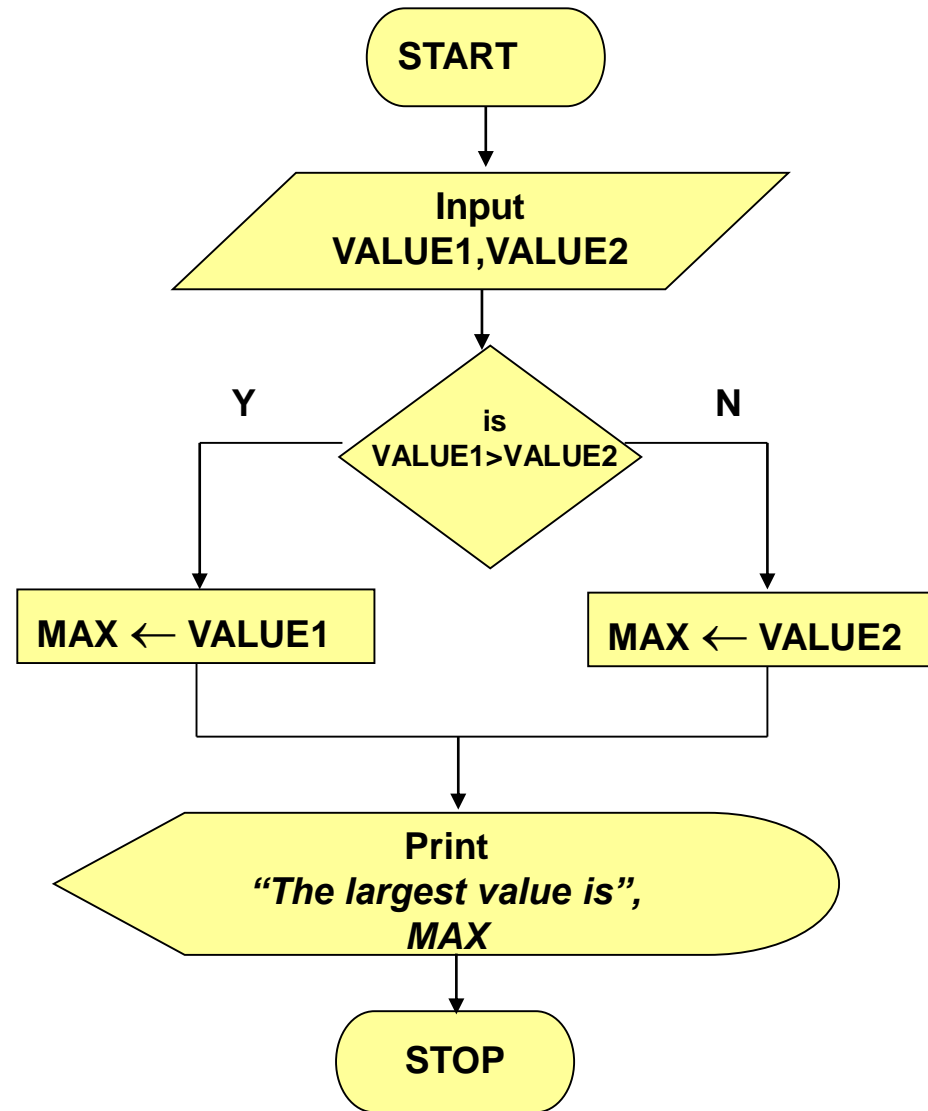 START
Input
VALUE1,VALUE2
Y
N
is
VALUE1>VALUE2
MAX ← VALUE1
MAX ← VALUE2
Print
“The largest value is”,
MAX
STOP